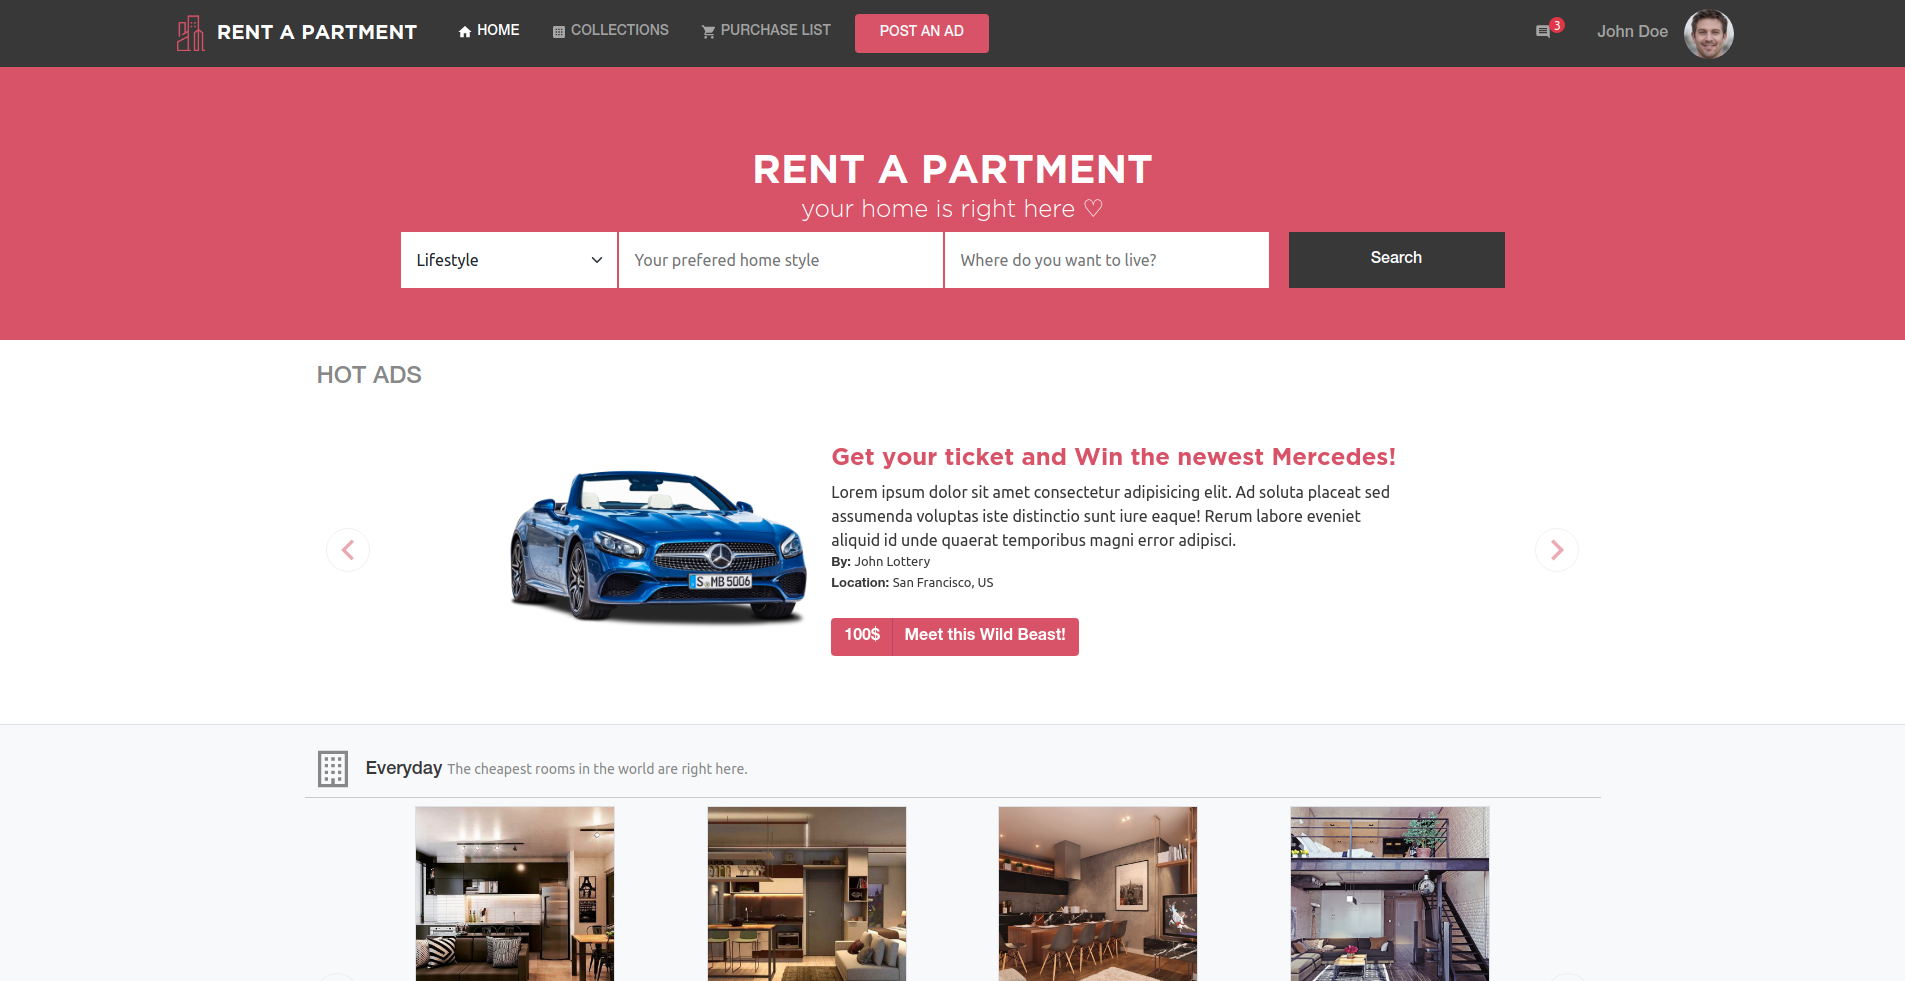 RENT A PARTMENT
HOME
COLLECTIONS
PURCHASE LIST
POST AN AD
3
John Doe
RENT A PARTMENT
your home is right here ♡
Lifestyle
Your prefered home style
Where do you want to live?
Search
HOT ADS
Get your ticket and Win the newest Mercedes!
Lorem ipsum dolor sit amet consectetur adipisicing elit. Ad soluta placeat sed
assumenda voluptas iste distinctio sunt iure eaque! Rerum labore eveniet
aliquid id unde quaerat temporibus magni error adipisci.
By: John Lottery
Location: San Francisco, US
S MB 5006
100$ Meet this Wild Beast!
Everyday The cheapest rooms in the world are right here.